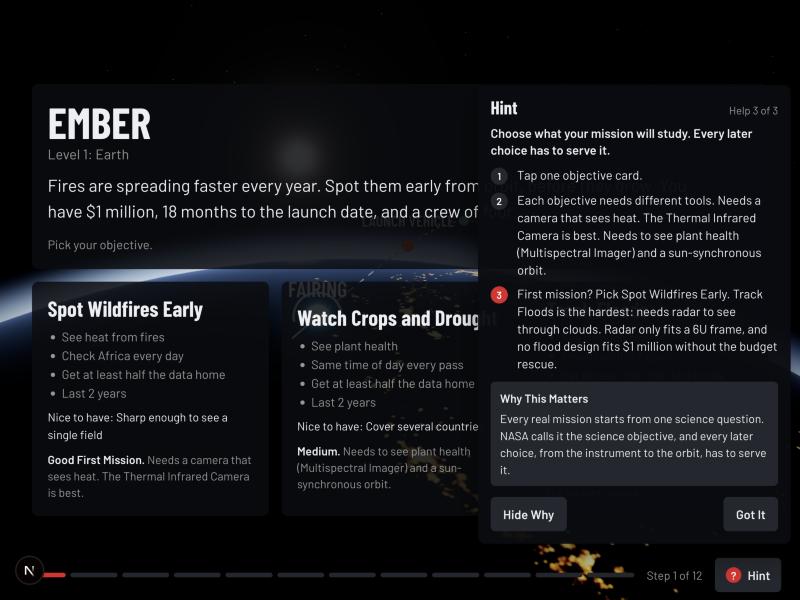 EMBER
Level 1: Earth
Fires are spreading faster every year. Spot them early from orbit, before they grow. You
have $1 million, 18 months to the launch date, and a crew of four.
LAUNCH VEHICLE
Pick your objective.
Spot Wildfires Early
See heat from fires
Check Africa every day
Get at least half the data home
Last 2 years
Nice to have: Sharp enough to see a
single field
Good First Mission. Needs a camera that
sees heat. The Thermal Infrared Camera
is best.
FAIRING
Watch Crops and Drought
See plant health
Same time of day every pass
Get at least half the data home
Last 2 years
Nice to have: Cover several countries
Medium. Needs to see plant health
(Multispectral Imager) and a sun-
synchronous orbit.
Hint
Help 3 of 3
Choose what your mission will study. Every later
choice has to serve it.
1 Tap one objective card.
2 Each objective needs different tools. Needs a
camera that sees heat. The Thermal Infrared
Camera is best. Needs to see plant health
(Multispectral Imager) and a sun-synchronous
orbit.
3 First mission? Pick Spot Wildfires Early. Track
Floods is the hardest: needs radar to see
through clouds. Radar only fits a 6U frame, and
no flood design fits $1 million without the budget
rescue.
Why This Matters
Every real mission starts from one science question.
NASA calls it the science objective, and every later
choice, from the instrument to the orbit, has to serve
it.
Hide Why
Got It
N
Step 1 of 12
? Hint